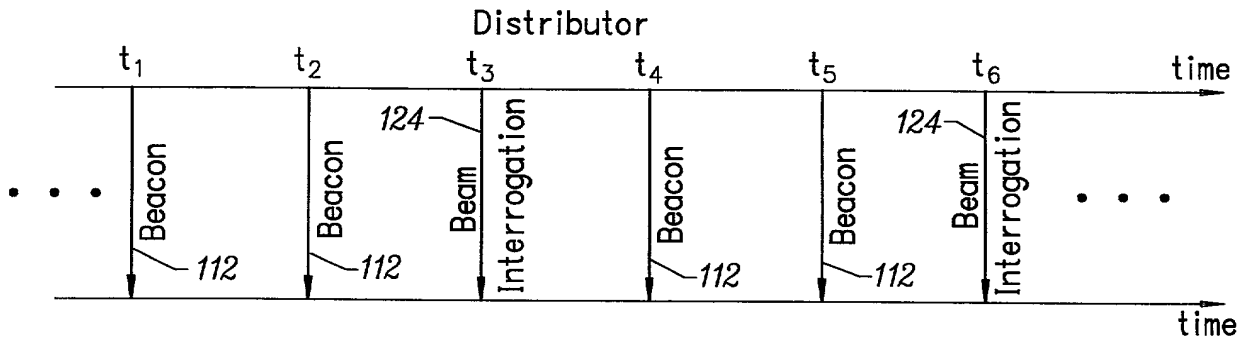 Distributor
t1 t2 t3 t4 t5 t6 time
124 124
Beacon Beacon Beam Interrogation Beacon Beacon Beam Interrogation
112 112 112 112
time